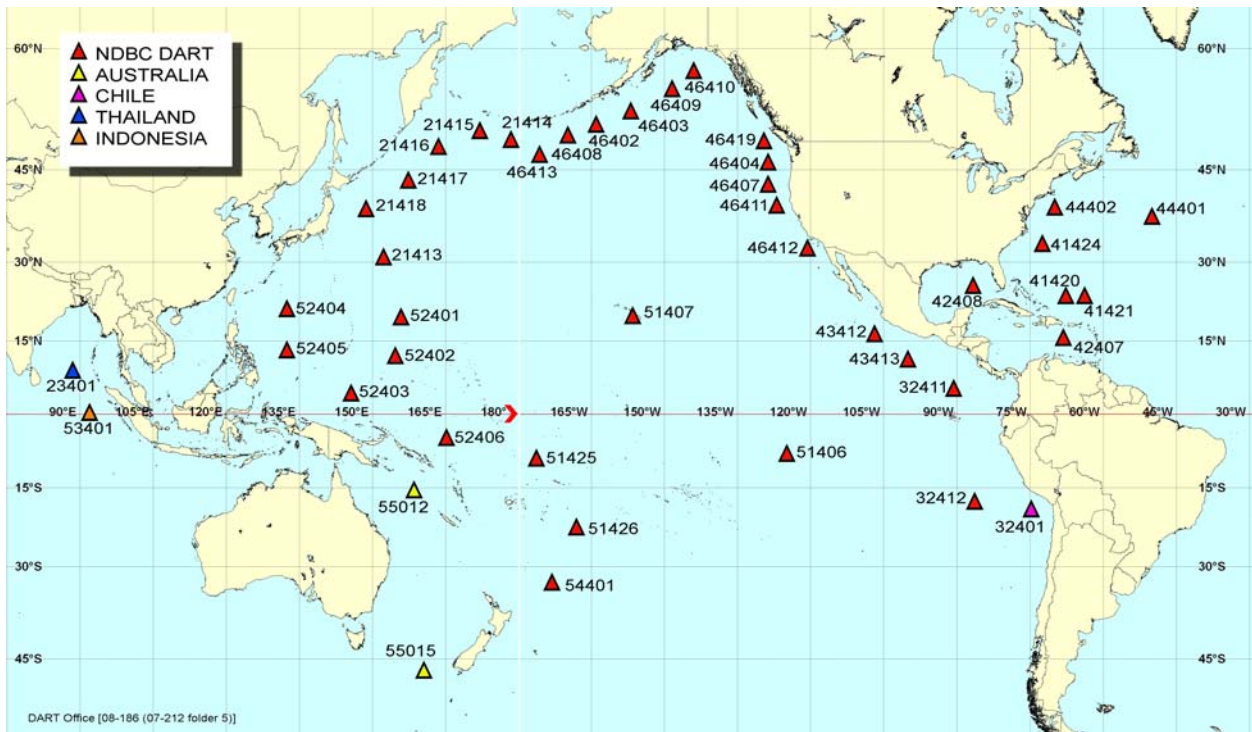 NDBC DART
AUSTRALIA
CHILE
THAILAND
INDONESIA
60°N
60°N
46410
46409
46403
46402
46408
46413
21414
21415
21416
21417
21418
21413
46419
46404
46407
46411
46412
45°N
45°N
44402
44401
41424
41420
41421
42408
42407
30°N
30°N
52404
52401
51407
52405
52402
43412
43413
15°N
15°N
23401
52403
32411
53401
90°E
105°E
120°E
135°E
150°E
165°E
180°
165°W
150°W
135°W
120°W
105°W
90°W
75°W
60°W
45°W
30°W
52406
51425
51406
15°S
15°S
55012
32412
32401
51426
30°S
30°S
54401
55015
45°S
45°S
DART Office [08-186 (07-212 folder 5)]